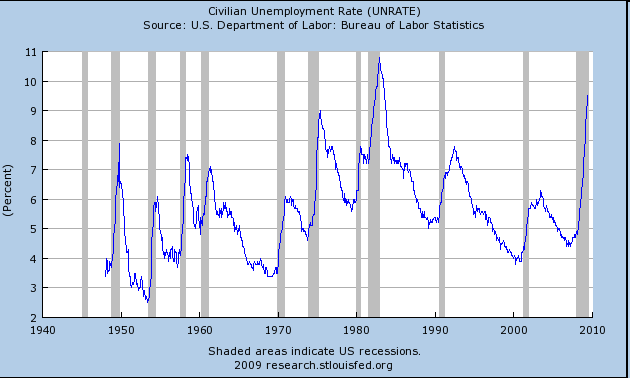 Civilian Unemployment Rate (UNRATE)
Source: U.S. Department of Labor: Bureau of Labor Statistics
11
10
9
8
7
6
5
4
3
2
(Percent)
1940 1950 1960 1970 1980 1990 2000 2010
Shaded areas indicate US recessions.
2009 research.stlouisfed.org